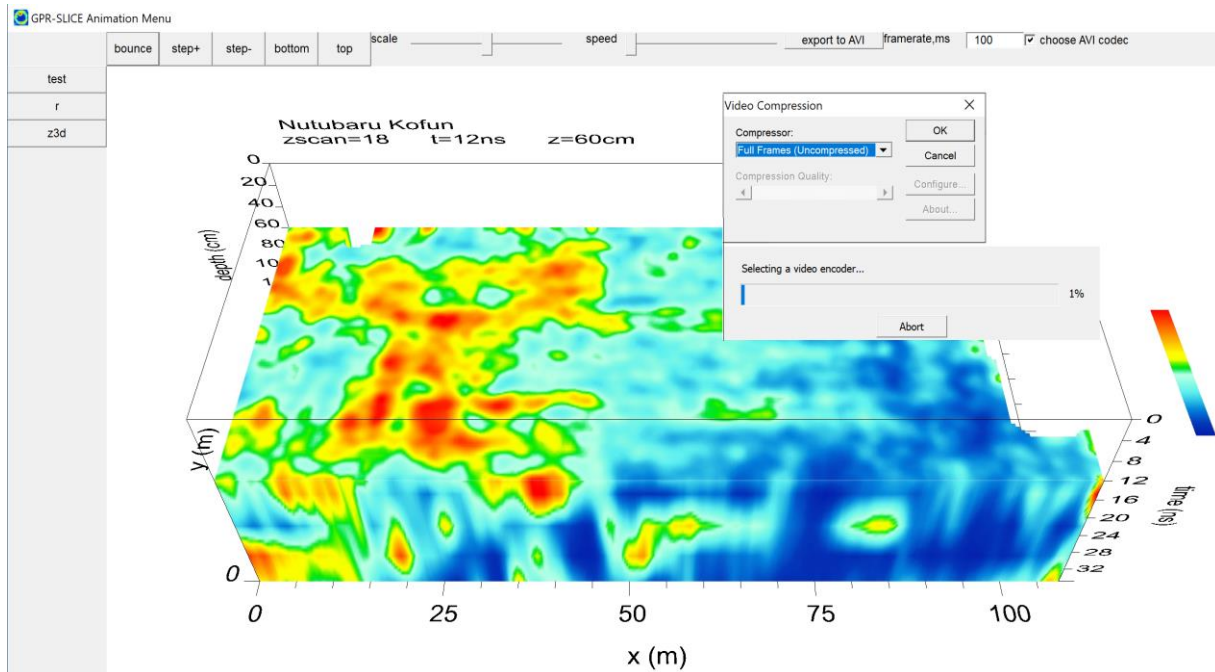 GPR-SLICE Animation Menu
bounce step+ step- bottom top scale speed export to AVI framerate,ms 100 choose AVI codec
test
r
z3d
Nutubaru Kofun
zscan=18 t=12ns z=60cm
Video Compression
Compressor:
Full Frames (Uncompressed)
Compression Quality:
OK
Cancel
Configure...
About...
Selecting a video encoder...
1%
Abort
0
20
40
60
80
depth (cm)
y (m)
0
0
4
8
12
16
20
24
28
32
time (ns)
0 25 50 75 100
x (m)